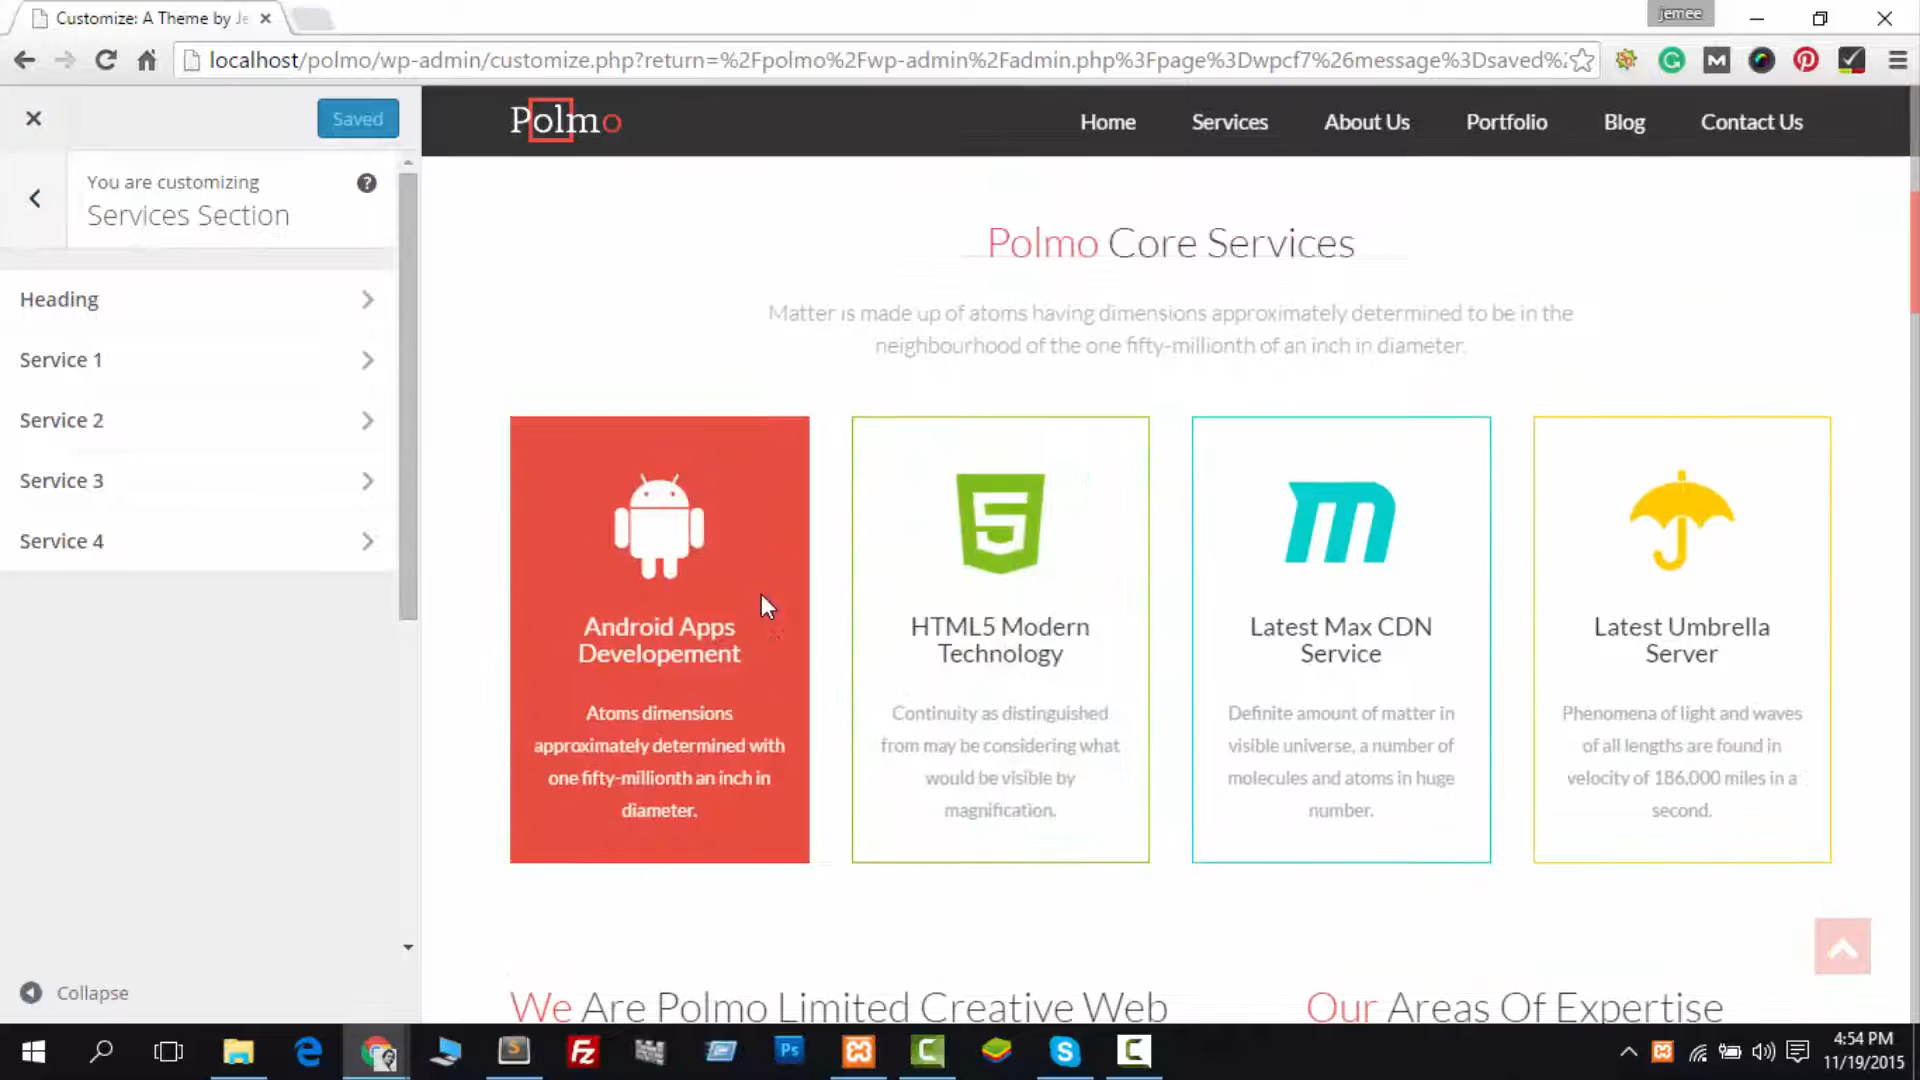 Customize: A Theme by Je
jemee
localhost/polmo/wp-admin/customize.php?return=%2Fpolmo%2Fwp-admin%2Fadmin.php%3Fpage%3Dwpcf7%26message%3Dsaved%
Saved
You are customizing
Services Section
Heading
Service 1
Service 2
Service 3
Service 4
Collapse
Polmo
Home
Services
About Us
Portfolio
Blog
Contact Us
Polmo Core Services
Matter is made up of atoms having dimensions approximately determined to be in the
neighbourhood of the one fifty-millionth of an inch in diameter.
Android Apps
Developement
Atoms dimensions
approximately determined with
one fifty-millionth an inch in
diameter.
HTML5 Modern
Technology
Continuity as distinguished
from may be considering what
would be visible by
magnification.
Latest Max CDN
Service
Definite amount of matter in
visible universe, a number of
molecules and atoms in huge
number.
Latest Umbrella
Server
Phenomena of light and waves
of all lengths are found in
velocity of 186,000 miles in a
second.
We Are Polmo Limited Creative Web
Our Areas Of Expertise
4:54 PM
11/19/2015